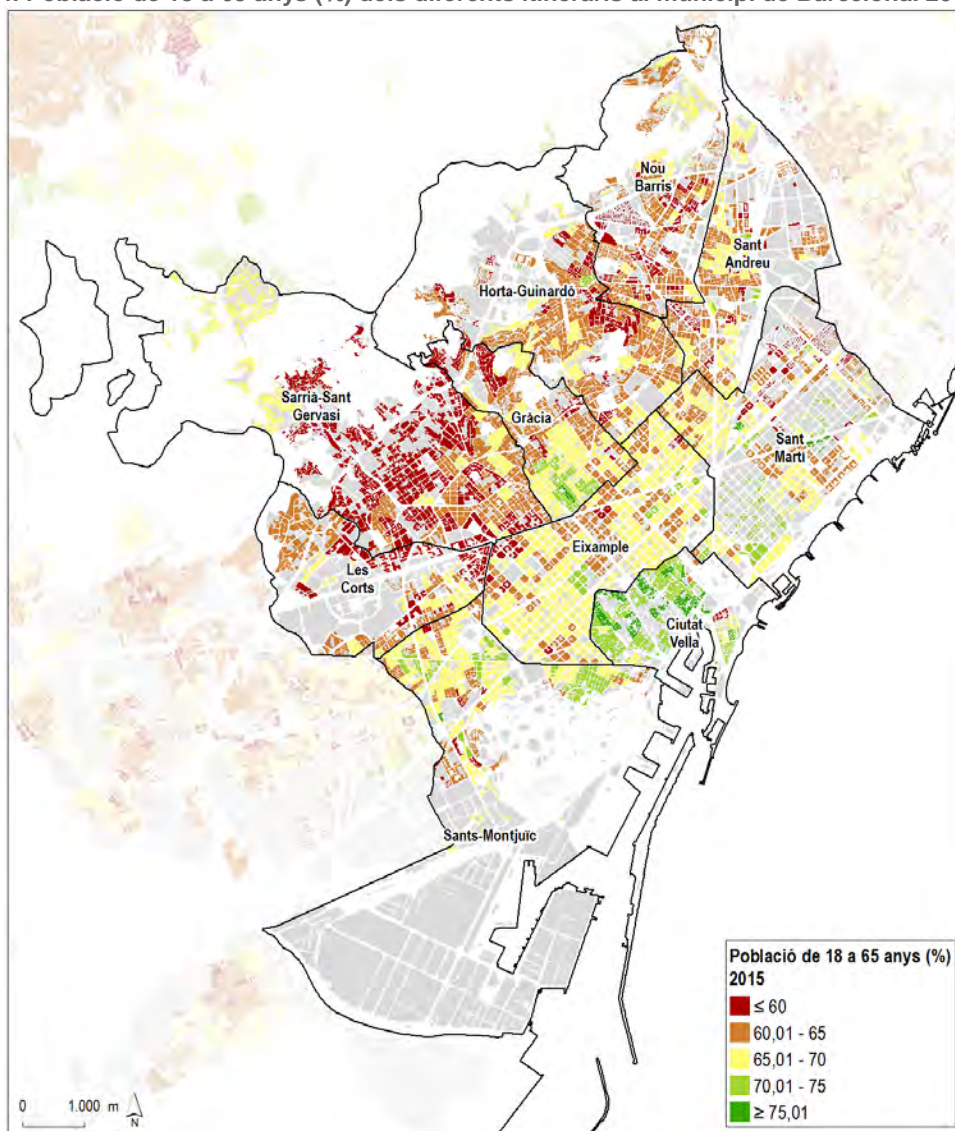 Nou
Barris
Sant
Andreu
Horta-Guinardó
Sarrià-Sant
Gervasi
Gràcia
Sant
Martí
Eixample
Les
Corts
Ciutat
Vella
Sants-Montjuïc
Població de 18 a 65 anys (%)
2015
≤ 60
60,01 - 65
65,01 - 70
70,01 - 75
≥ 75,01
0 1.000 m
N